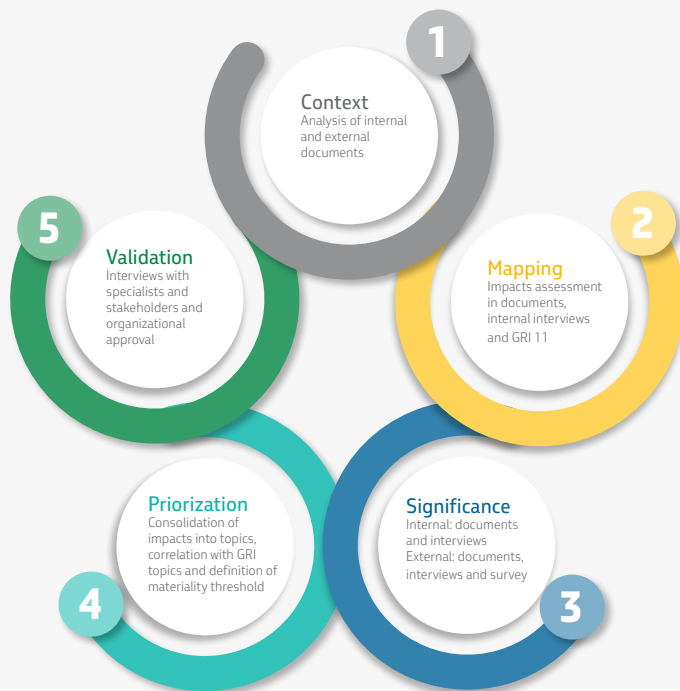 1
Context
Analysis of internal
and external
documents
2
Mapping
Impacts assessment
in documents,
internal interviews
and GRI 11
3
Significance
Internal: documents
and interviews
External: documents,
interviews and survey
4
Priorization
Consolidation of
impacts into topics,
correlation with GRI
topics and definition of
materiality threshold
5
Validation
Interviews with
specialists and
stakeholders and
organizational
approval